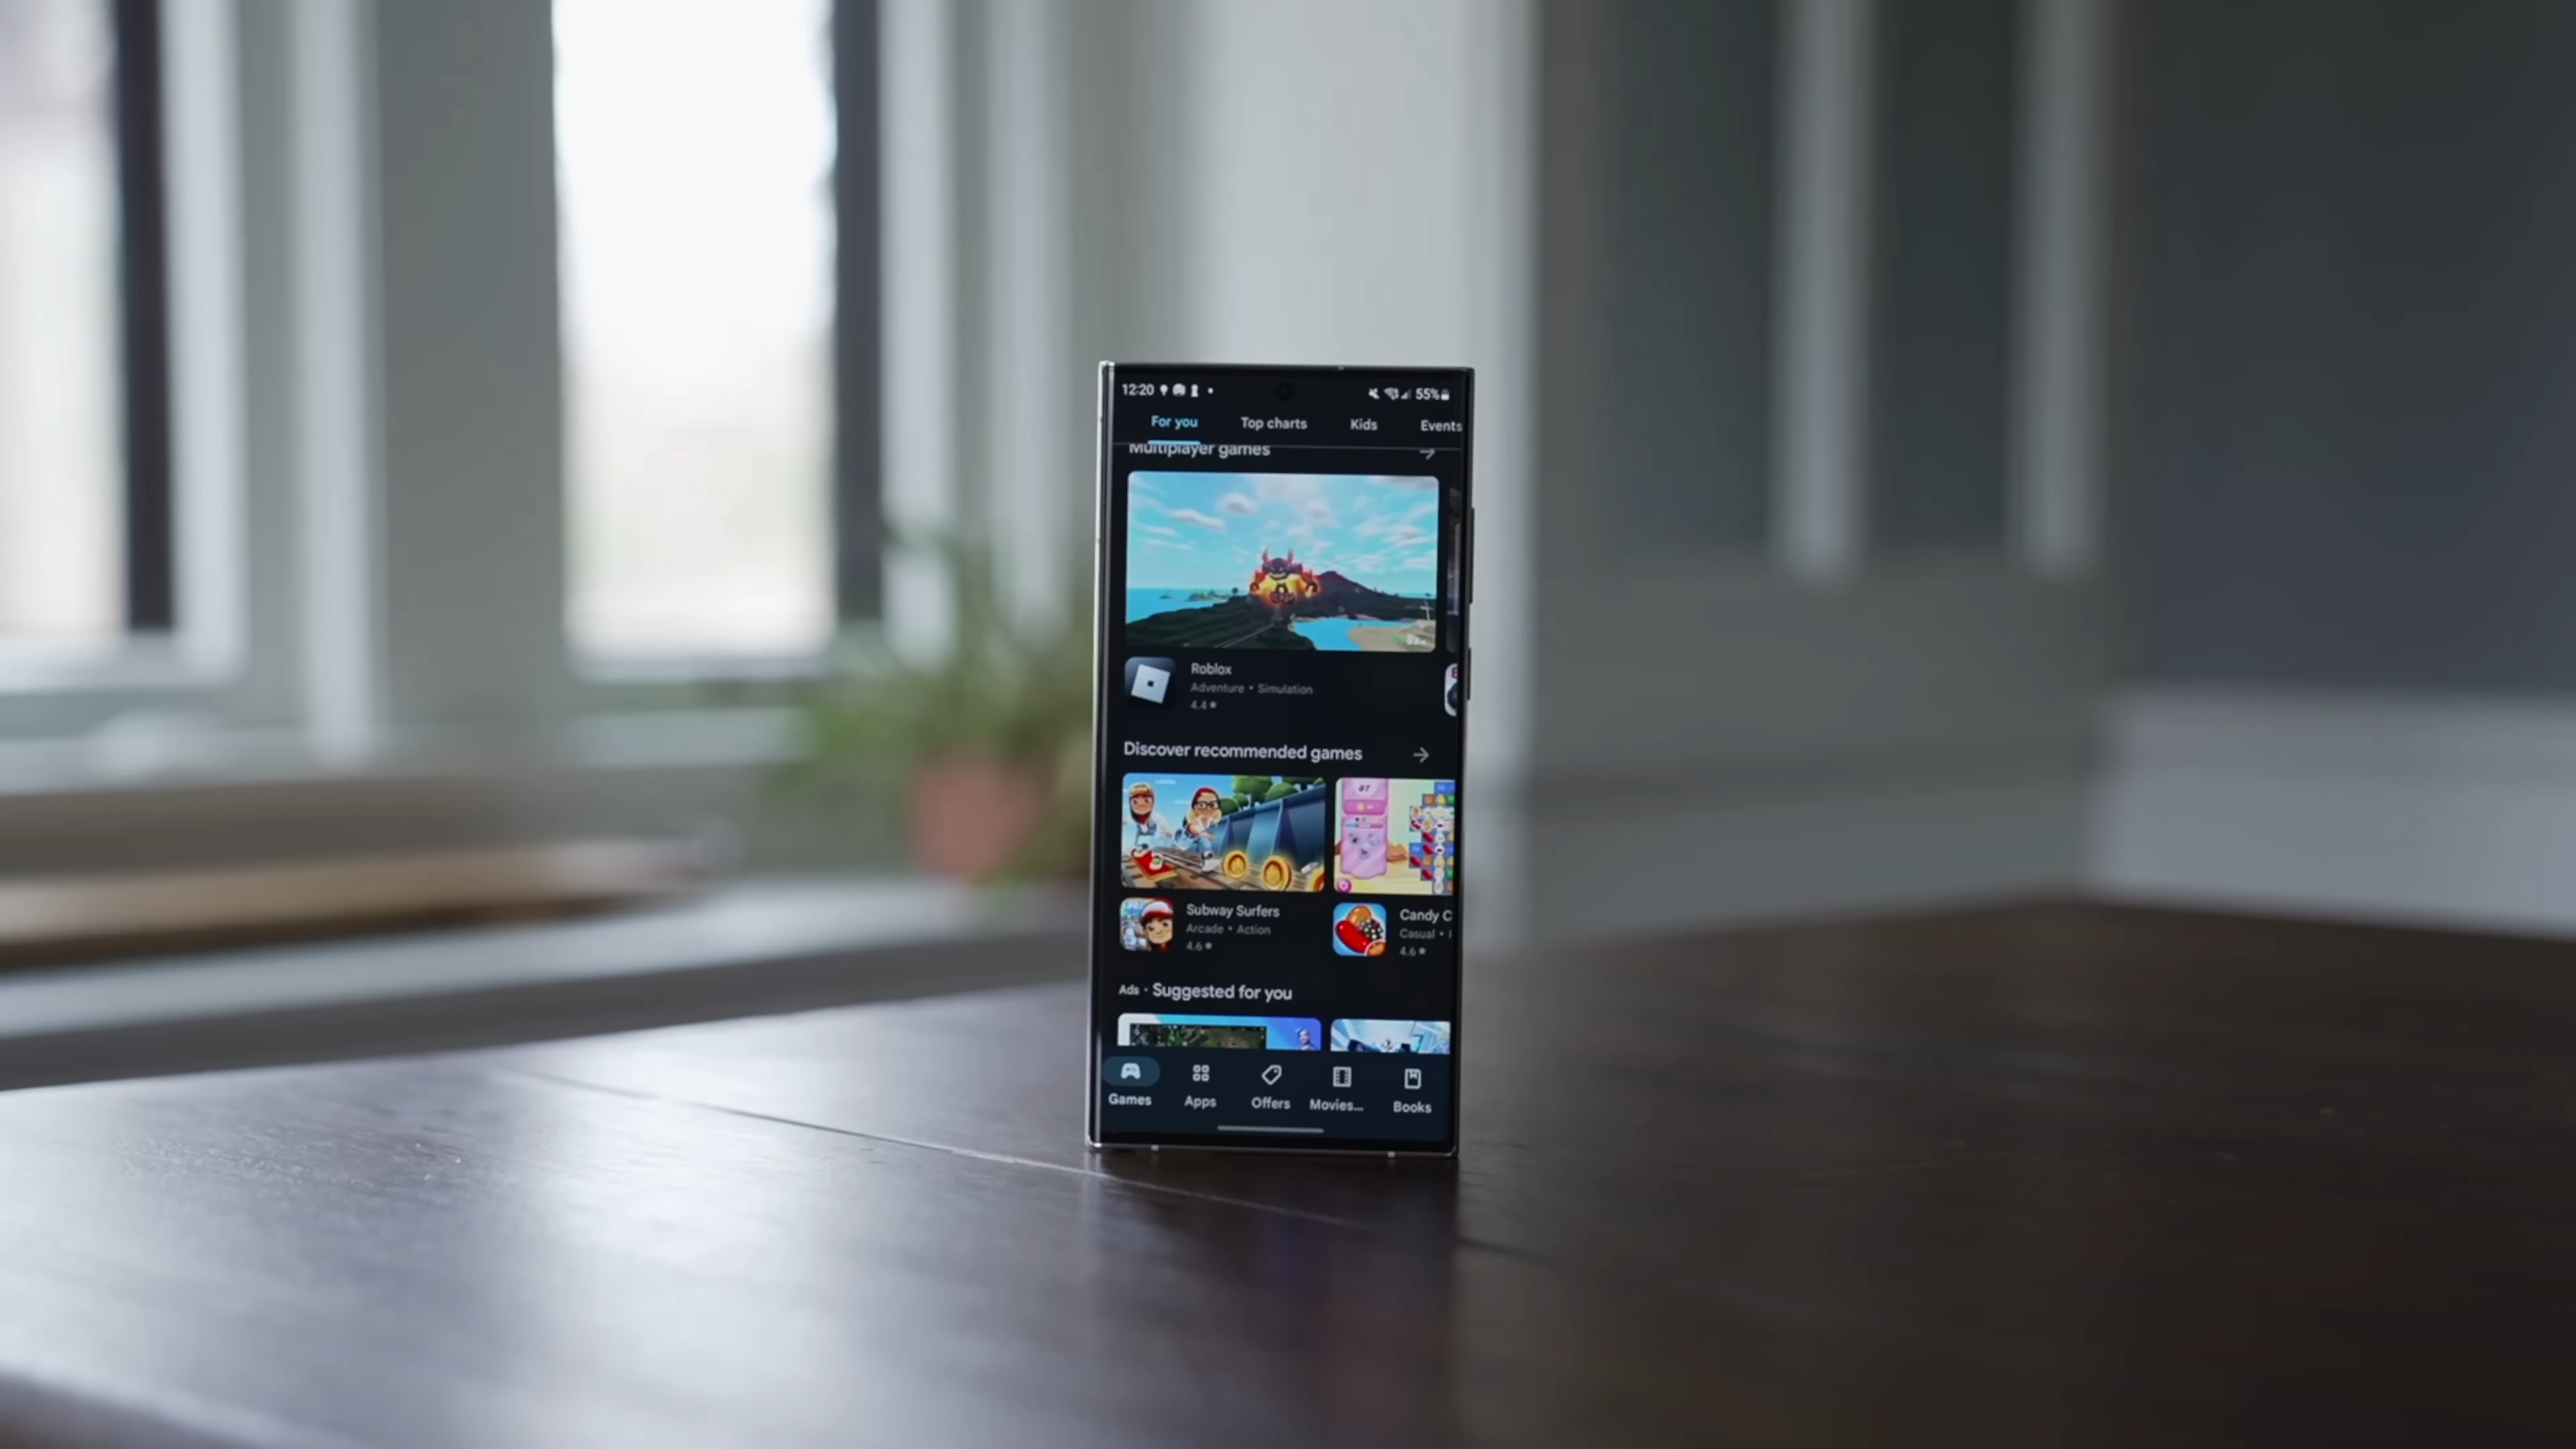 12:20
55%
For you Top charts Kids Events
Multiplayer games
Roblox
Adventure • Simulation
4.4★
Discover recommended games
37
Subway Surfers
Arcade • Action
4.6★
Candy C
Casual •
4.6★
Ads • Suggested for you
Games Apps Offers Movies... Books